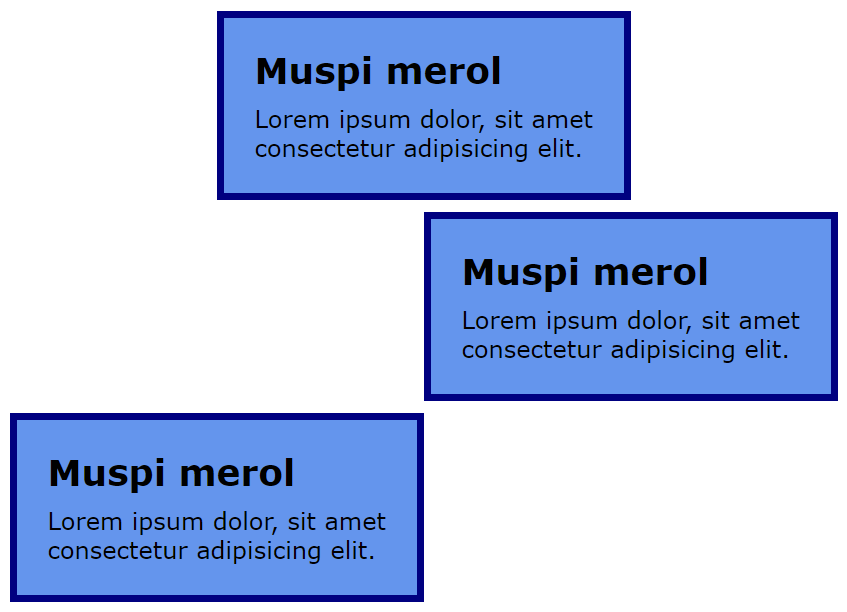 Muspi merol
Lorem ipsum dolor, sit amet
consectetur adipisicing elit.
Muspi merol
Lorem ipsum dolor, sit amet
consectetur adipisicing elit.
Muspi merol
Lorem ipsum dolor, sit amet
consectetur adipisicing elit.